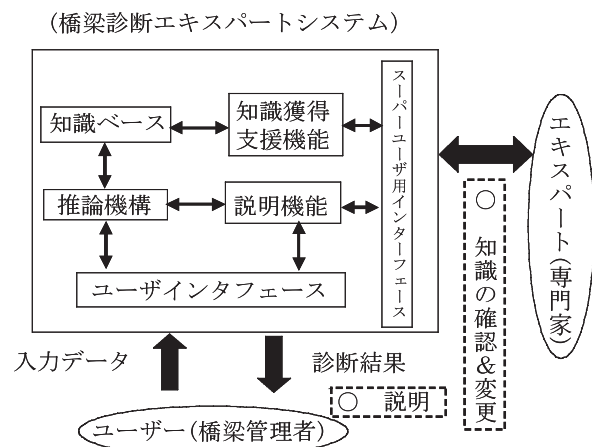 （橋梁診断エキスパートシステム）
知識ベース
知識獲得
支援機能
推論機構
説明機能
ユーザインタフェース
スーパーユーザ用インターフェース
エキスパート（専門家）
○ 知識の確認＆変更
入力データ
診断結果
○ 説明
ユーザー（橋梁管理者）